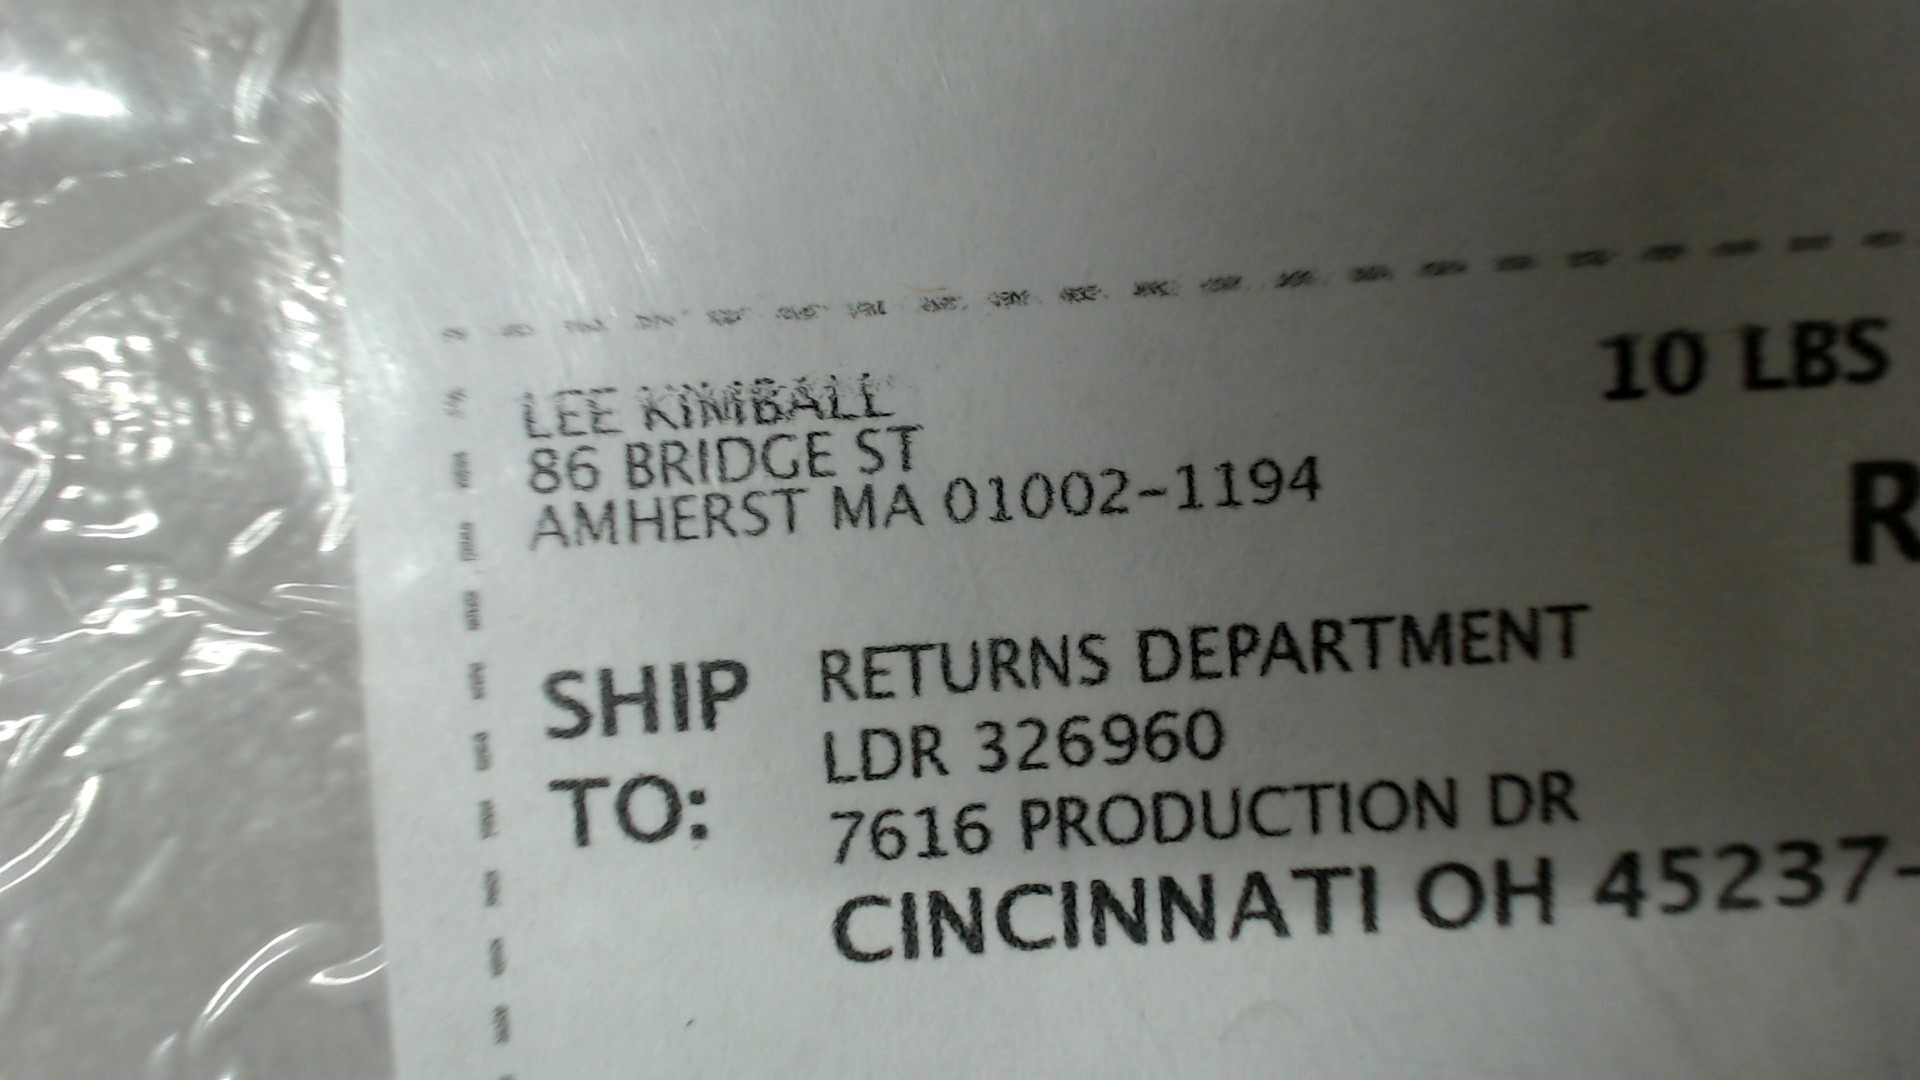 LEE KIMBALL
86 BRIDGE ST
AMHERST MA 01002-1194
10 LBS
R
SHIP TO:
RETURNS DEPARTMENT
LDR 326960
7616 PRODUCTION DR
CINCINNATI OH 45237-